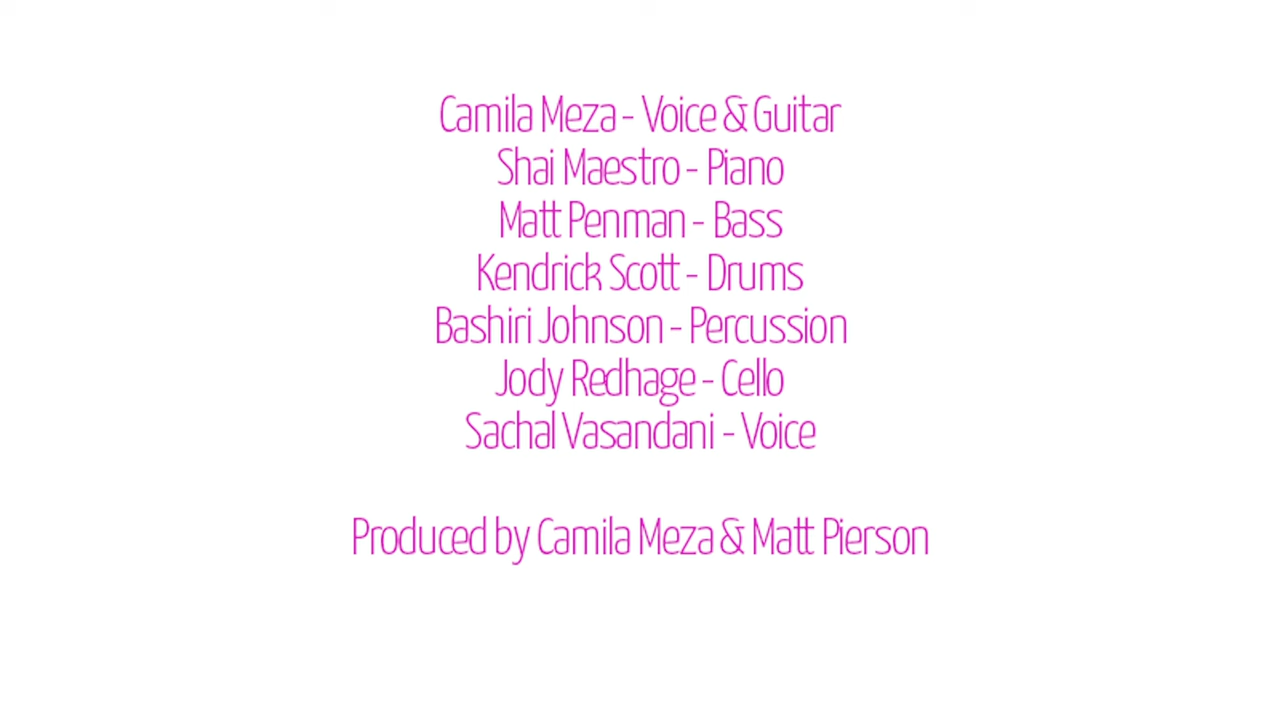 Camila Meza - Voice & Guitar
Shai Maestro - Piano
Matt Penman - Bass
Kendrick Scott - Drums
Bashiri Johnson - Percussion
Jody Redhage - Cello
Sachal Vasandani - Voice
Produced by Camila Meza & Matt Pierson